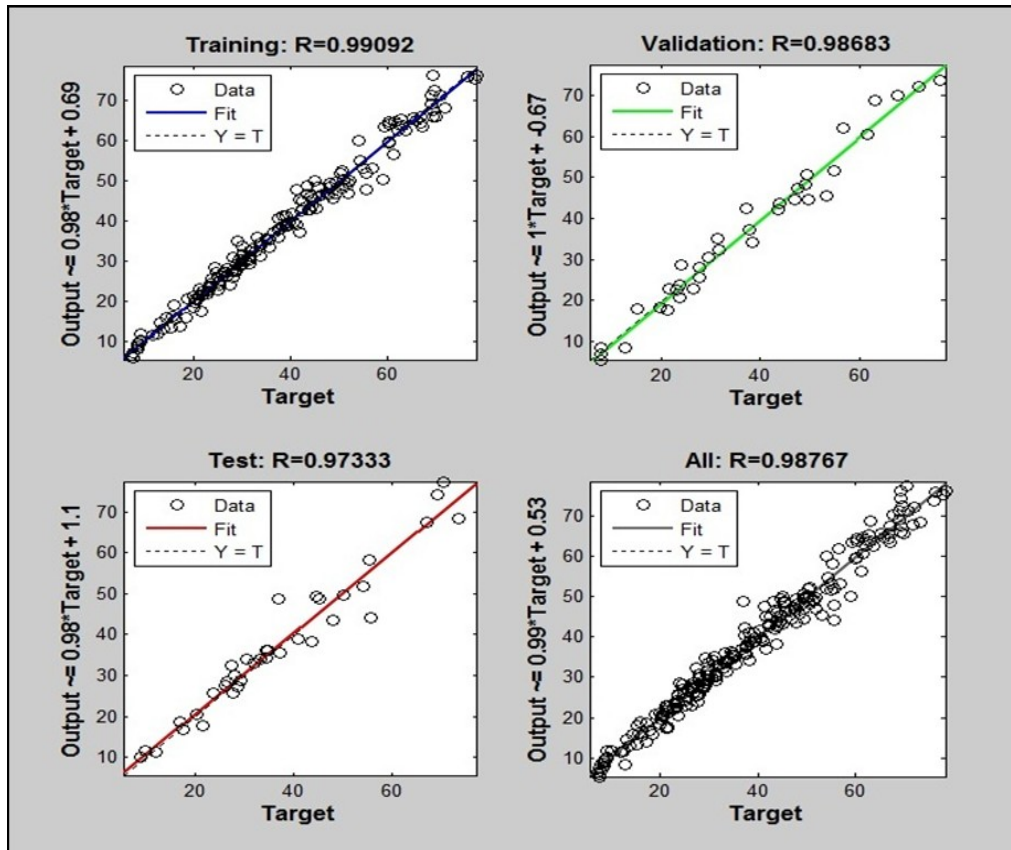 Training: R=0.99092
Output ~= 0.98*Target + 0.69
Data
Fit
Y = T
70
60
50
40
30
20
10
20
40
60
Target
Validation: R=0.98683
Output ~= 1*Target + -0.67
Data
Fit
Y = T
70
60
50
40
30
20
10
20
40
60
Target
Test: R=0.97333
Output ~= 0.98*Target + 1.1
Data
Fit
Y = T
70
60
50
40
30
20
10
20
40
60
Target
All: R=0.98767
Output ~= 0.99*Target + 0.53
Data
Fit
Y = T
70
60
50
40
30
20
10
20
40
60
Target